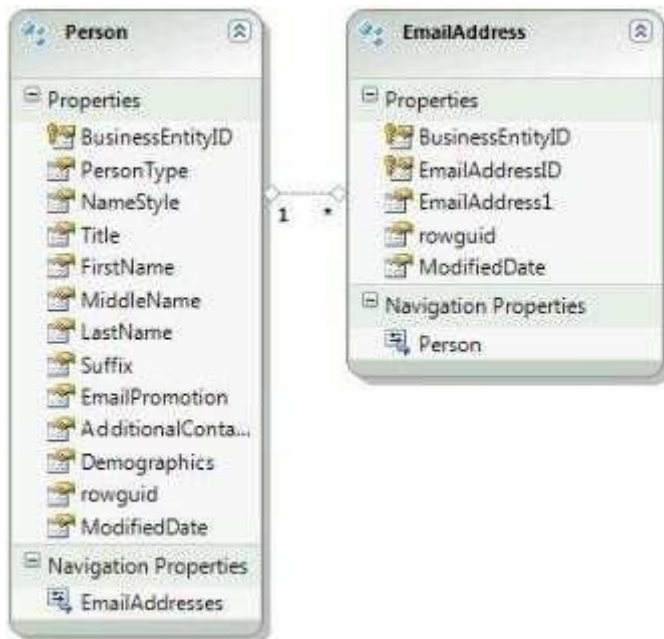 Person
Properties
BusinessEntityID
PersonType
NameStyle
Title
FirstName
MiddleName
LastName
Suffix
EmailPromotion
AdditionalConta...
Demographics
rowguid
ModifiedDate
Navigation Properties
EmailAddresses
1 *
EmailAddress
Properties
BusinessEntityID
EmailAddressID
EmailAddress1
rowguid
ModifiedDate
Navigation Properties
Person